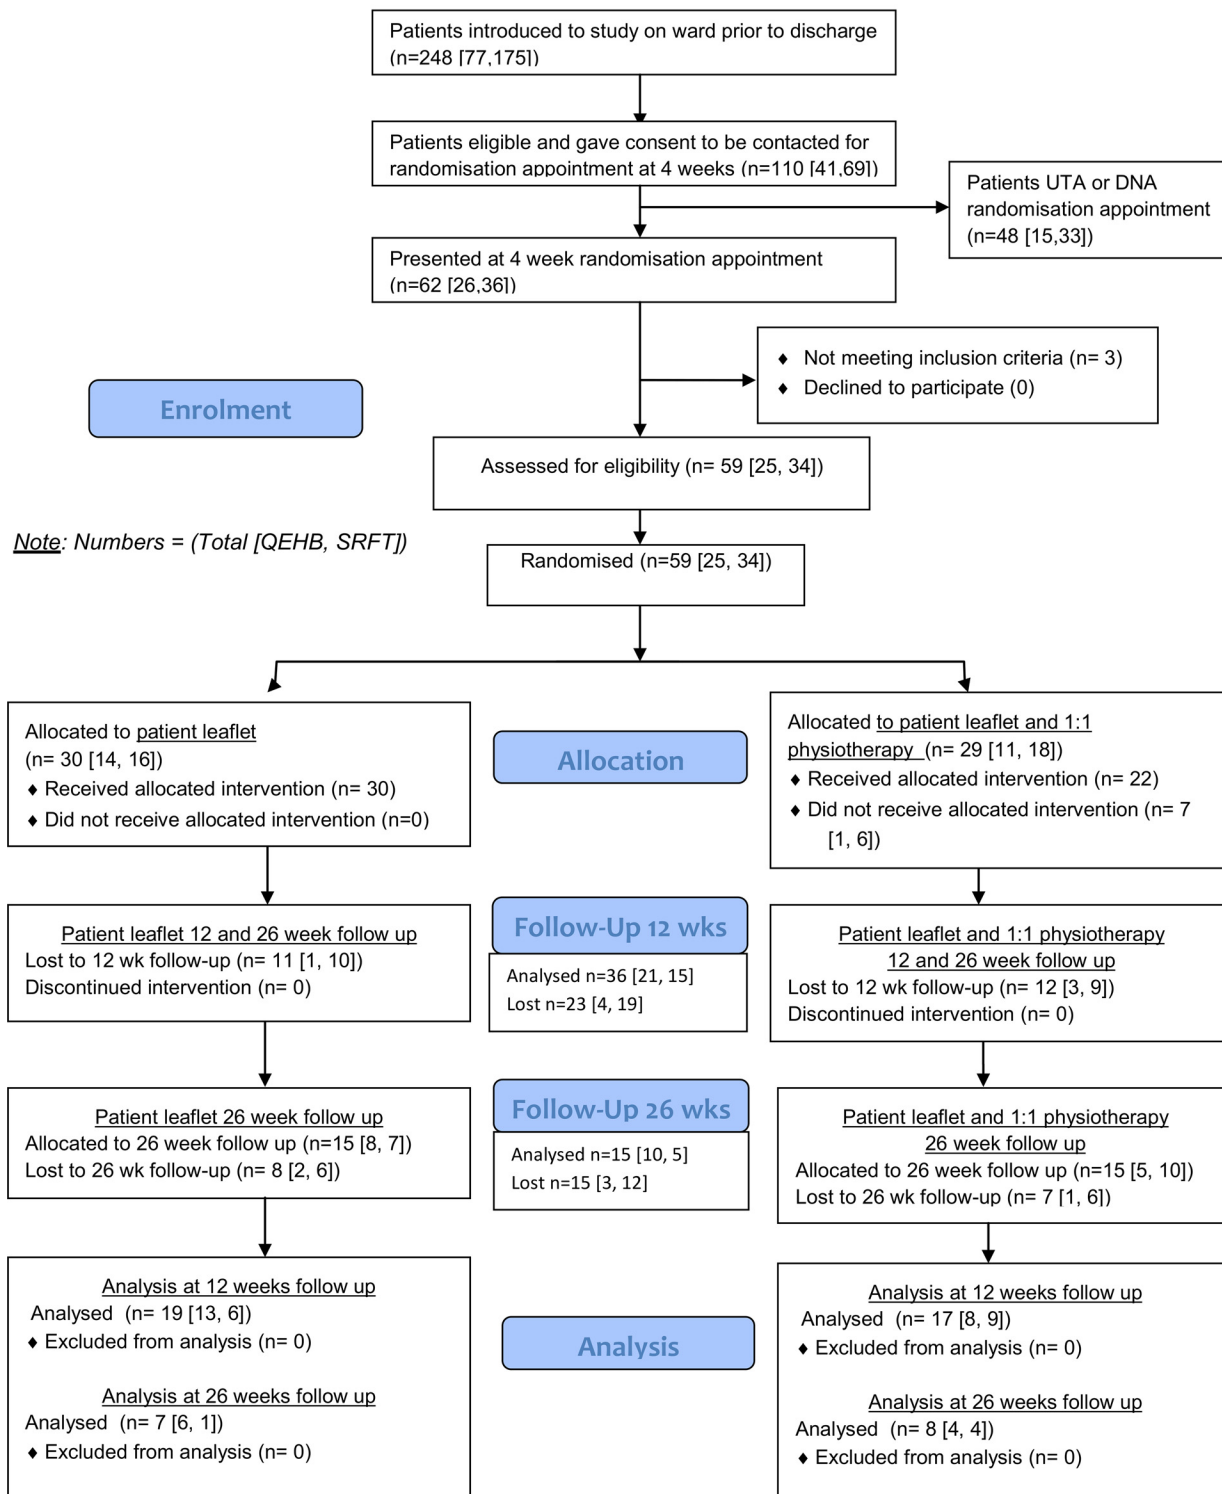 Patients introduced to study on ward prior to discharge
(n=248 [77,175])
Patients eligible and gave consent to be contacted for
randomisation appointment at 4 weeks (n=110 [41,69])
Patients UTA or DNA
randomisation appointment
(n=48 [15,33])
Presented at 4 week randomisation appointment
(n=62 [26,36])
♦ Not meeting inclusion criteria (n= 3)
♦ Declined to participate (0)
Enrolment
Assessed for eligibility (n= 59 [25, 34])
Note: Numbers = (Total [QEHB, SRFT])
Randomised (n=59 [25, 34])
Allocated to patient leaflet
(n= 30 [14, 16])
♦ Received allocated intervention (n= 30)
♦ Did not receive allocated intervention (n=0)
Allocation
Allocated to patient leaflet and 1:1
physiotherapy (n= 29 [11, 18])
♦ Received allocated intervention (n= 22)
♦ Did not receive allocated intervention (n= 7
[1, 6])
Patient leaflet 12 and 26 week follow up
Lost to 12 wk follow-up (n= 11 [1, 10])
Discontinued intervention (n= 0)
Follow-Up 12 wks
Analysed n=36 [21, 15]
Lost n=23 [4, 19]
Patient leaflet and 1:1 physiotherapy
12 and 26 week follow up
Lost to 12 wk follow-up (n= 12 [3, 9])
Discontinued intervention (n= 0)
Patient leaflet 26 week follow up
Allocated to 26 week follow up (n=15 [8, 7])
Lost to 26 wk follow-up (n= 8 [2, 6])
Follow-Up 26 wks
Analysed n=15 [10, 5]
Lost n=15 [3, 12]
Patient leaflet and 1:1 physiotherapy
26 week follow up
Allocated to 26 week follow up (n=15 [5, 10])
Lost to 26 wk follow-up (n= 7 [1, 6])
Analysis at 12 weeks follow up
Analysed (n= 19 [13, 6])
♦ Excluded from analysis (n= 0)
Analysis at 26 weeks follow up
Analysed (n= 7 [6, 1])
♦ Excluded from analysis (n= 0)
Analysis
Analysis at 12 weeks follow up
Analysed (n= 17 [8, 9])
♦ Excluded from analysis (n= 0)
Analysis at 26 weeks follow up
Analysed (n= 8 [4, 4])
♦ Excluded from analysis (n= 0)